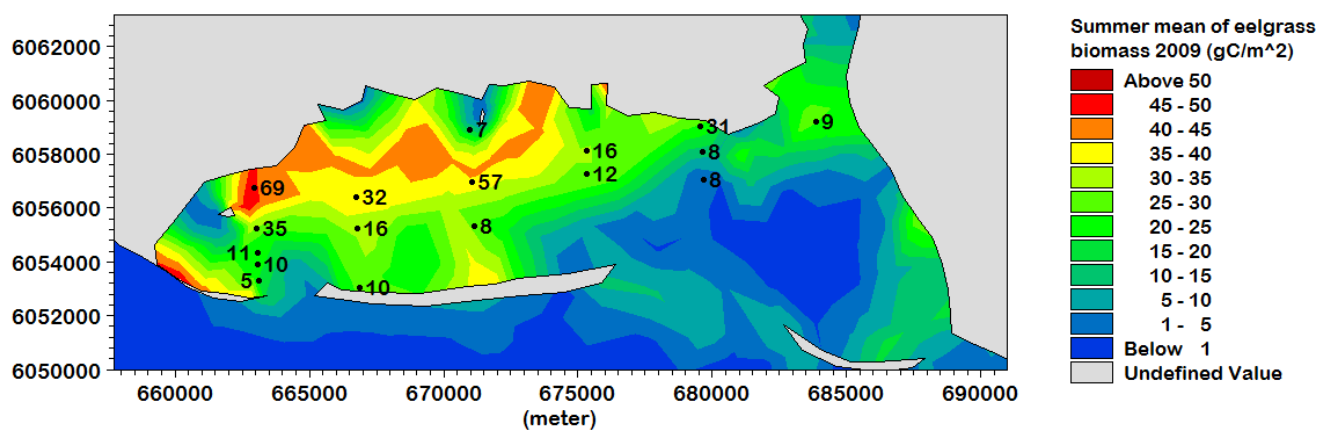 Summer mean of eelgrass
biomass 2009 (gC/m^2)
Above 50
45 - 50
40 - 45
35 - 40
30 - 35
25 - 30
20 - 25
15 - 20
10 - 15
5 - 10
1 - 5
Below 1
Undefined Value
6062000
6060000
6058000
6056000
6054000
6052000
6050000
7
31
9
16
8
12
8
57
69
32
35
16
8
11
10
5
10
660000 665000 670000 675000 680000 685000 690000
(meter)